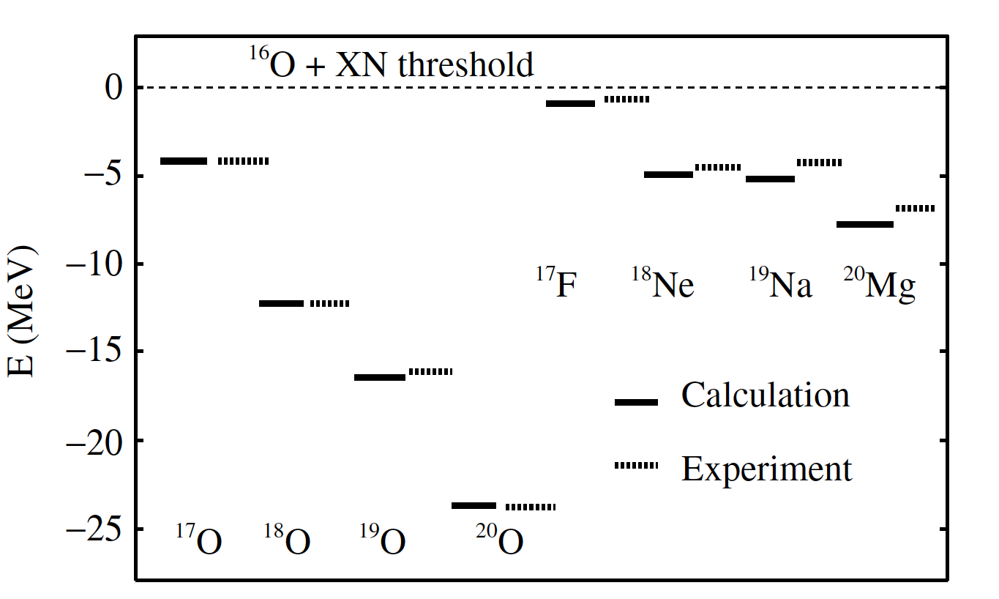 ¹⁶O + XN threshold
0
−5
−10
−15
−20
−25
E (MeV)
¹⁷F ¹⁸Ne ¹⁹Na ²⁰Mg
Calculation
Experiment
¹⁷O ¹⁸O ¹⁹O ²⁰O